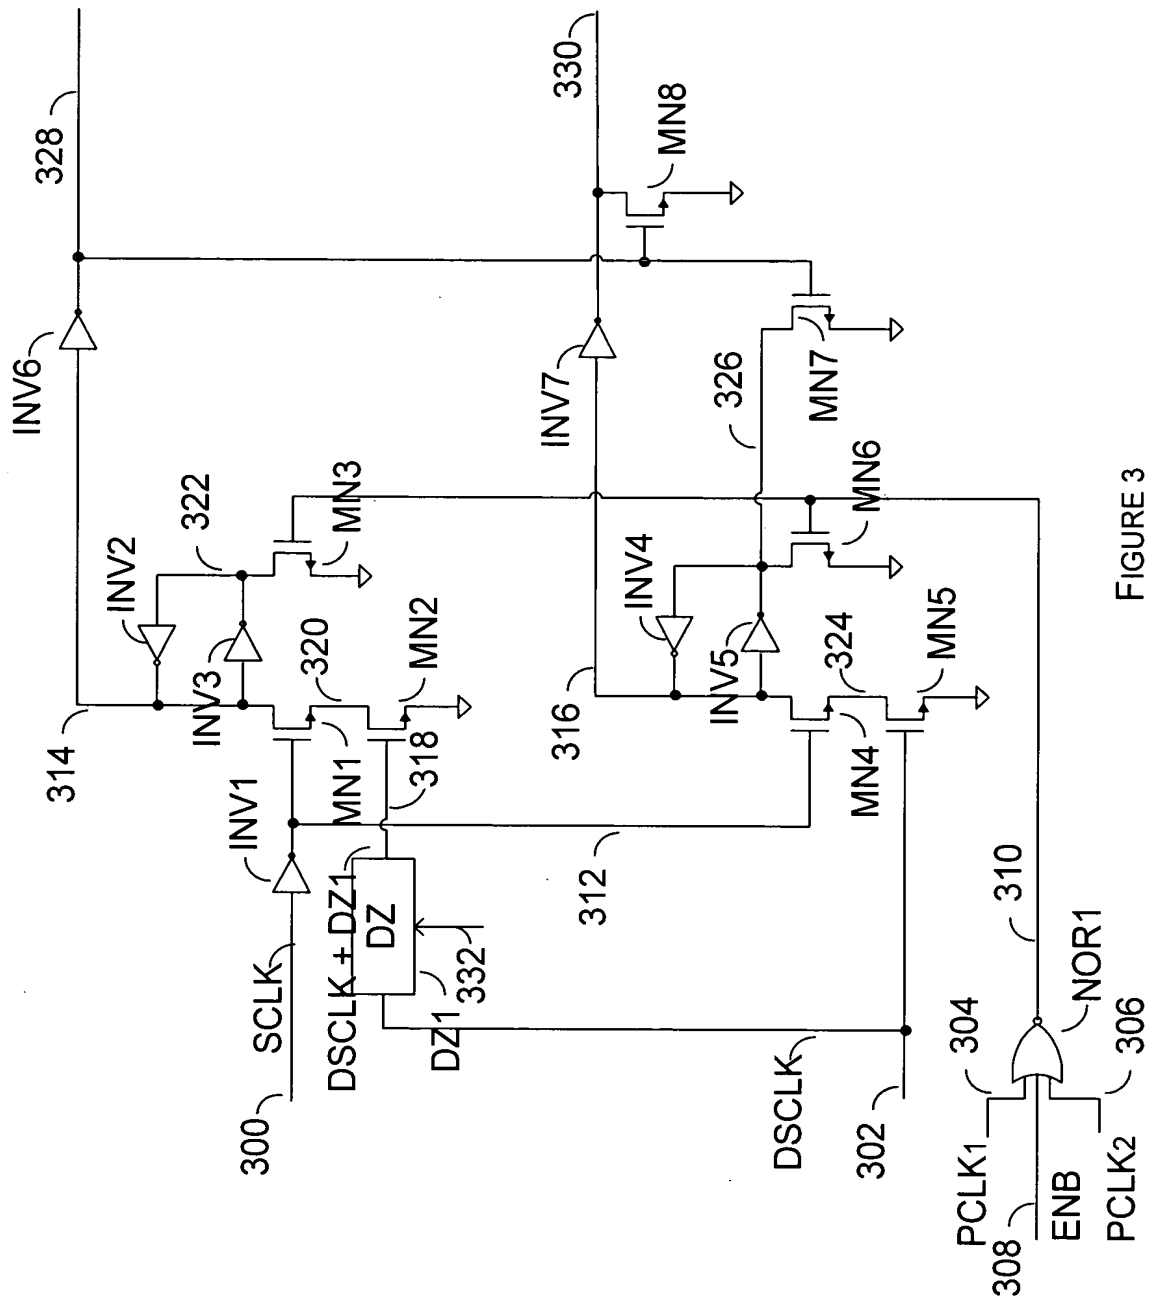 328
330
INV6
INV7
MN8
326
MN7
322
MN3
MN6
INV2
INV4
INV3
320
MN2
INV5
324
MN5
314
316
MN1
318
MN4
INV1
312
310
SCLK
DSCLK + DZ1
DZ
332
DZ1
NOR1
304
306
300
DSCLK
302
PCLK1
308
ENB
PCLK2
FIGURE 3